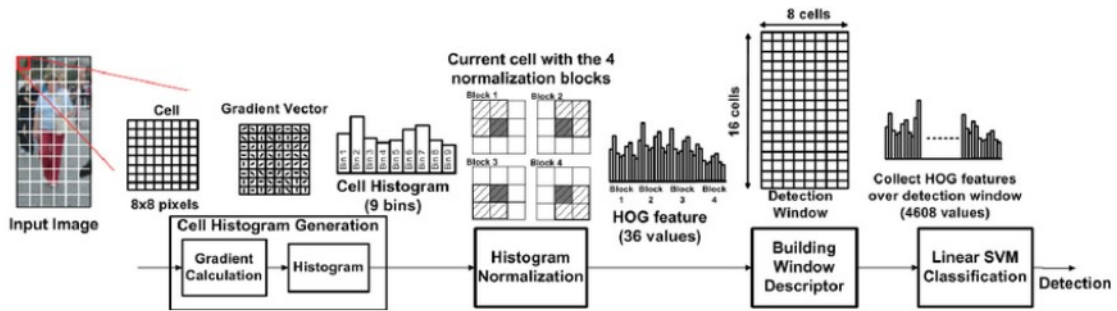 Input Image
Cell
8x8 pixels
Gradient Vector
Bin 1
Bin 2
Bin 3
Bin 4
Bin 5
Bin 6
Bin 7
Bin 8
Bin 9
Cell Histogram
(9 bins)
Current cell with the 4
normalization blocks
Block 1
Block 2
Block 3
Block 4
Block Block Block Block
1 2 3 4
HOG feature
(36 values)
8 cells
16 cells
Detection
Window
Collect HOG features
over detection window
(4608 values)
Cell Histogram Generation
Gradient
Calculation
Histogram
Histogram
Normalization
Building
Window
Descriptor
Linear SVM
Classification
Detection